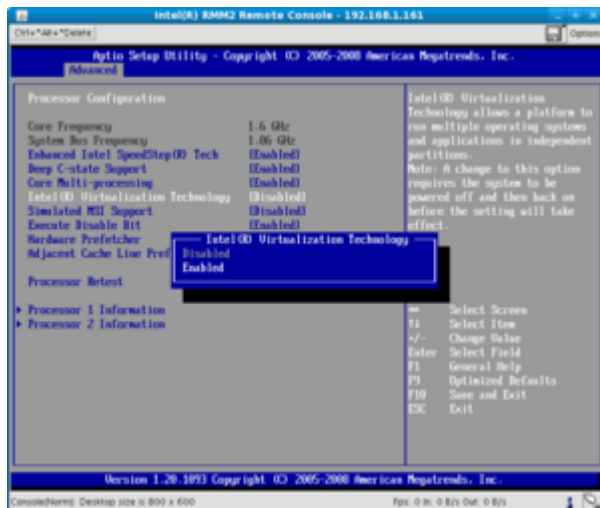 Intel(R) RMM2 Remote Console - 192.168.1.161
Ctrl+"Alt+"Delete
Option
Aptio Setup Utility - Copyright (C) 2005-2008 American Megatrends, Inc.
Advanced
Processor Configuration
Core Frequency 1.6 GHz
System Bus Frequency 1.06 GHz
Enhanced Intel SpeedStep(R) Tech [Enabled]
Deep C-state Support [Enabled]
Core Multi-processing [Enabled]
Intel(R) Virtualization Technology [Disabled]
Simulated MSI Support [Disabled]
Execute Disable Bit [Enabled]
Hardware Prefetcher
Adjacent Cache Line Pref
Intel(R) Virtualization Technology
Disabled
Enabled
Processor Retest
Processor 1 Information
Processor 2 Information
Intel(R) Virtualization
Technology allows a platform to
run multiple operating systems
and applications in independent
partitions.
Note: A change to this option
requires the system to be
powered off and then back on
before the setting will take
effect.
↔ Select Screen
↑↓ Select Item
+/- Change Value
Enter Select Field
F1 General Help
F9 Optimized Defaults
F10 Save and Exit
ESC Exit
Version 1.20.1093 Copyright (C) 2005-2008 American Megatrends, Inc.
Console(Norm): Desktop size is 800 x 600
Fps: 0 In: 0 B/s Out: 0 B/s